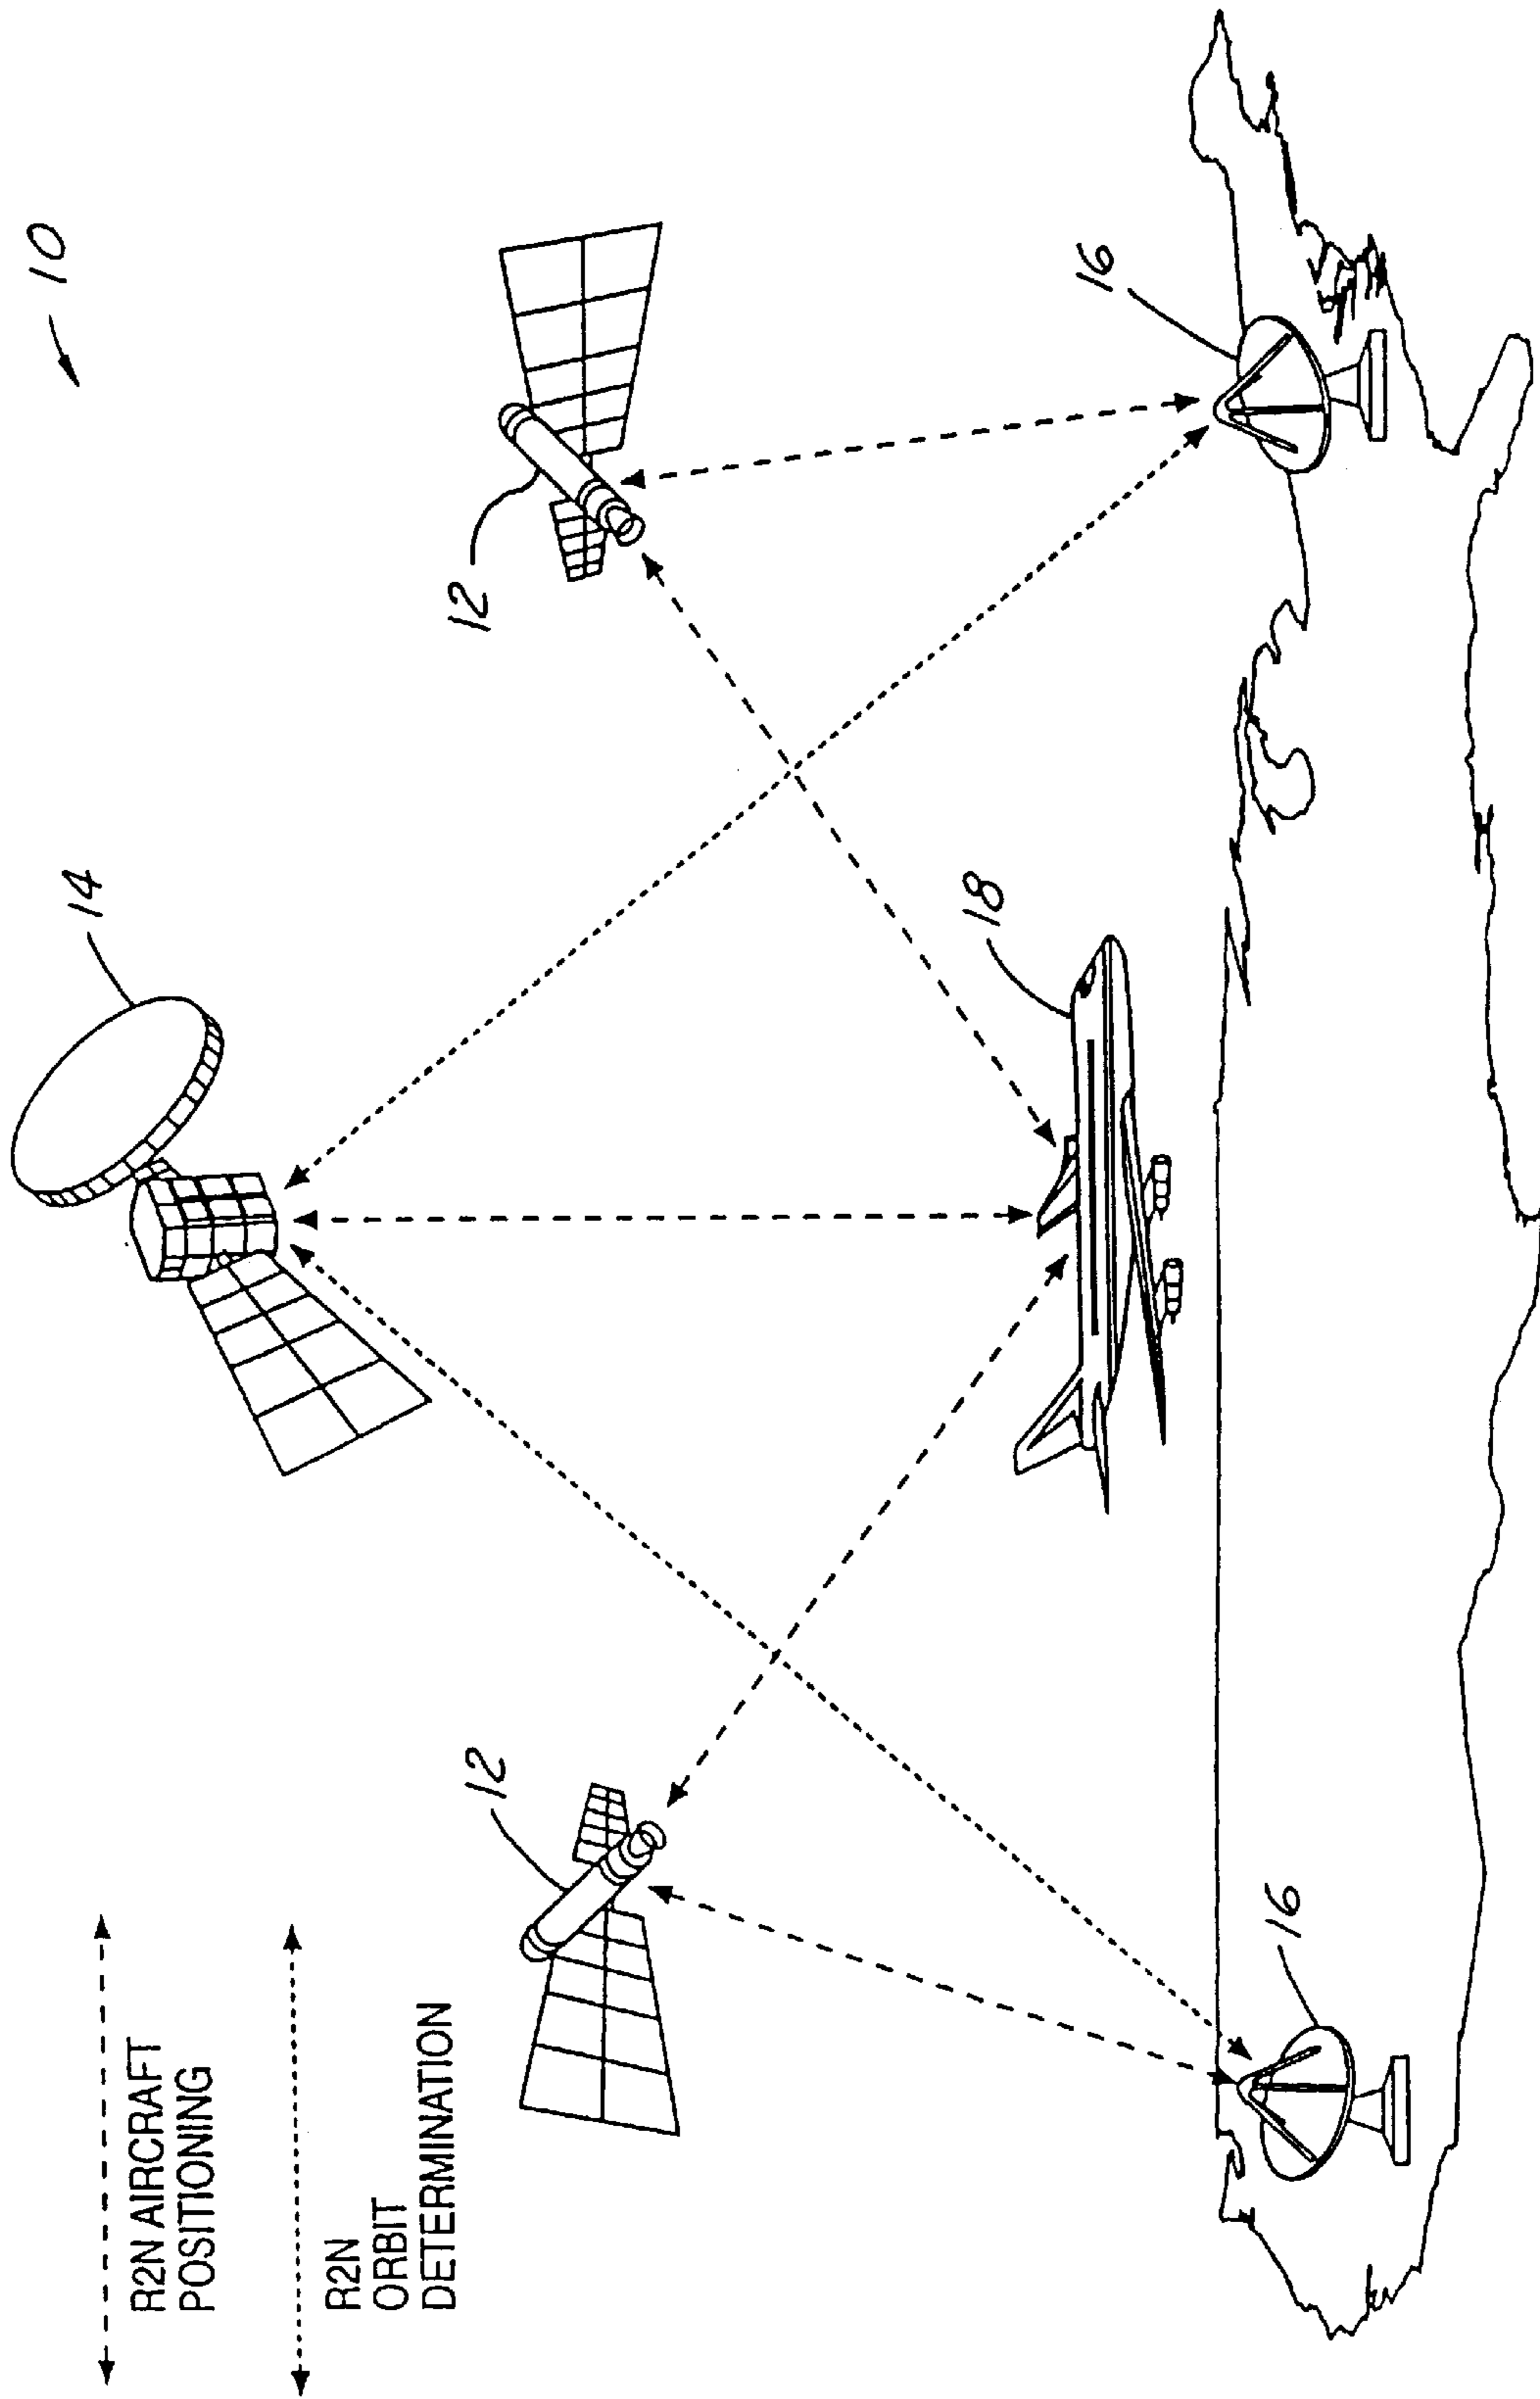 R2N AIRCRAFT
POSITIONING
R2N
ORBIT
DETERMINATION
10
14
12
12
18
16
16